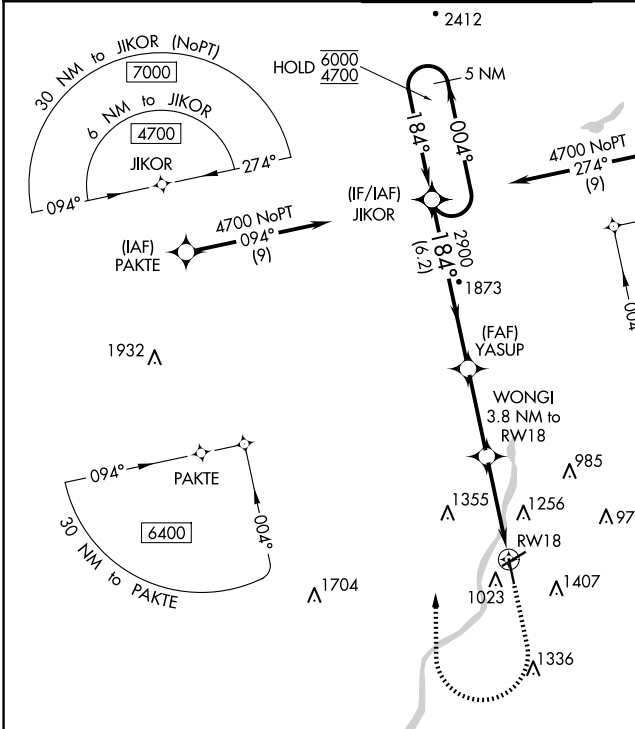 2412
30 NM to JIKOR (NoPT)
7000
6 NM to JIKOR
4700
JIKOR
094°
274°
HOLD 6000
4700
5 NM
184°
004°
4700 NoPT
274°
(9)
(IF/IAF)
JIKOR
4700 NoPT
094°
(9)
(IAF)
PAKTE
2900
184°
(6.2)
1873
004
1932
(FAF)
YASUP
WONGI
3.8 NM to
RW18
094°
PAKTE
004°
6400
30 NM to PAKTE
985
1355
1256
97
RW18
1704
1023
1407
1336